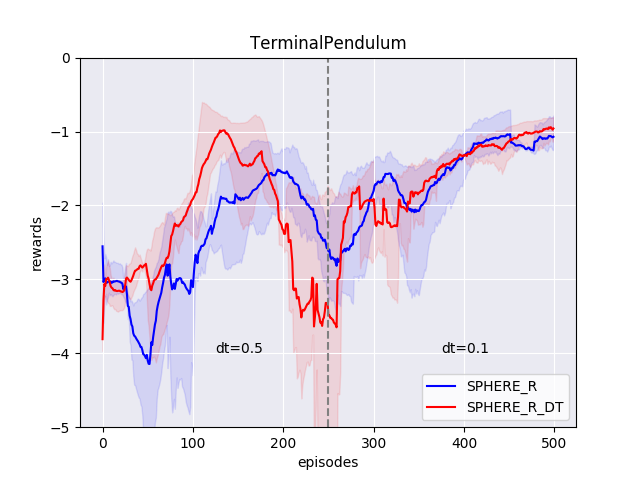 TerminalPendulum
0
−1
−2
−3
−4
−5
rewards
dt=0.5
dt=0.1
SPHERE_R
SPHERE_R_DT
0
100
200
300
400
500
episodes